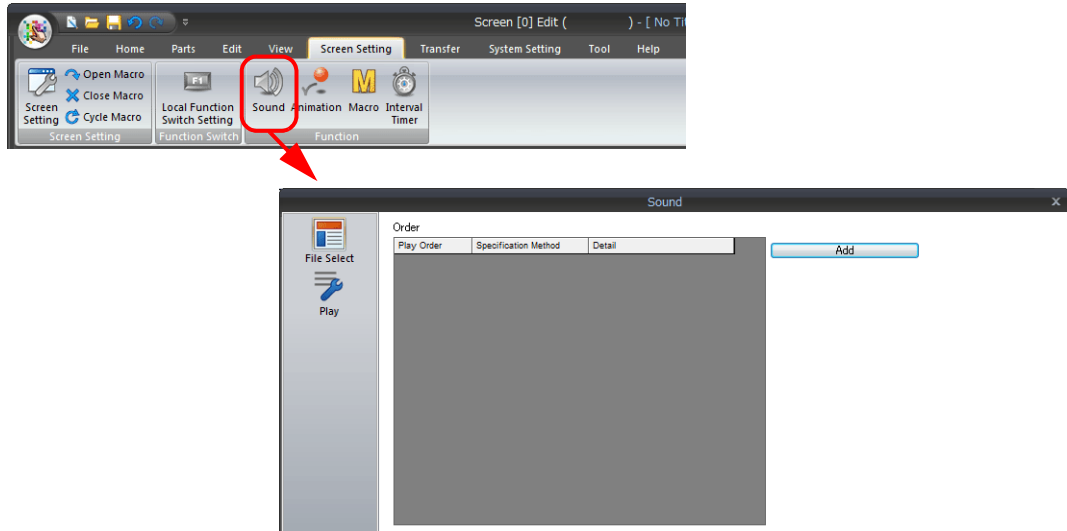 Screen [0] Edit ( ) - [ No Tit
File Home Parts Edit View Screen Setting Transfer System Setting Tool Help
Open Macro
Close Macro
Cycle Macro
Screen Setting
F1
Local Function Switch Setting
Sound Animation Macro Interval Timer
Screen Setting Function Switch Function
Sound x
File Select
Play
Order
Play Order Specification Method Detail
Add